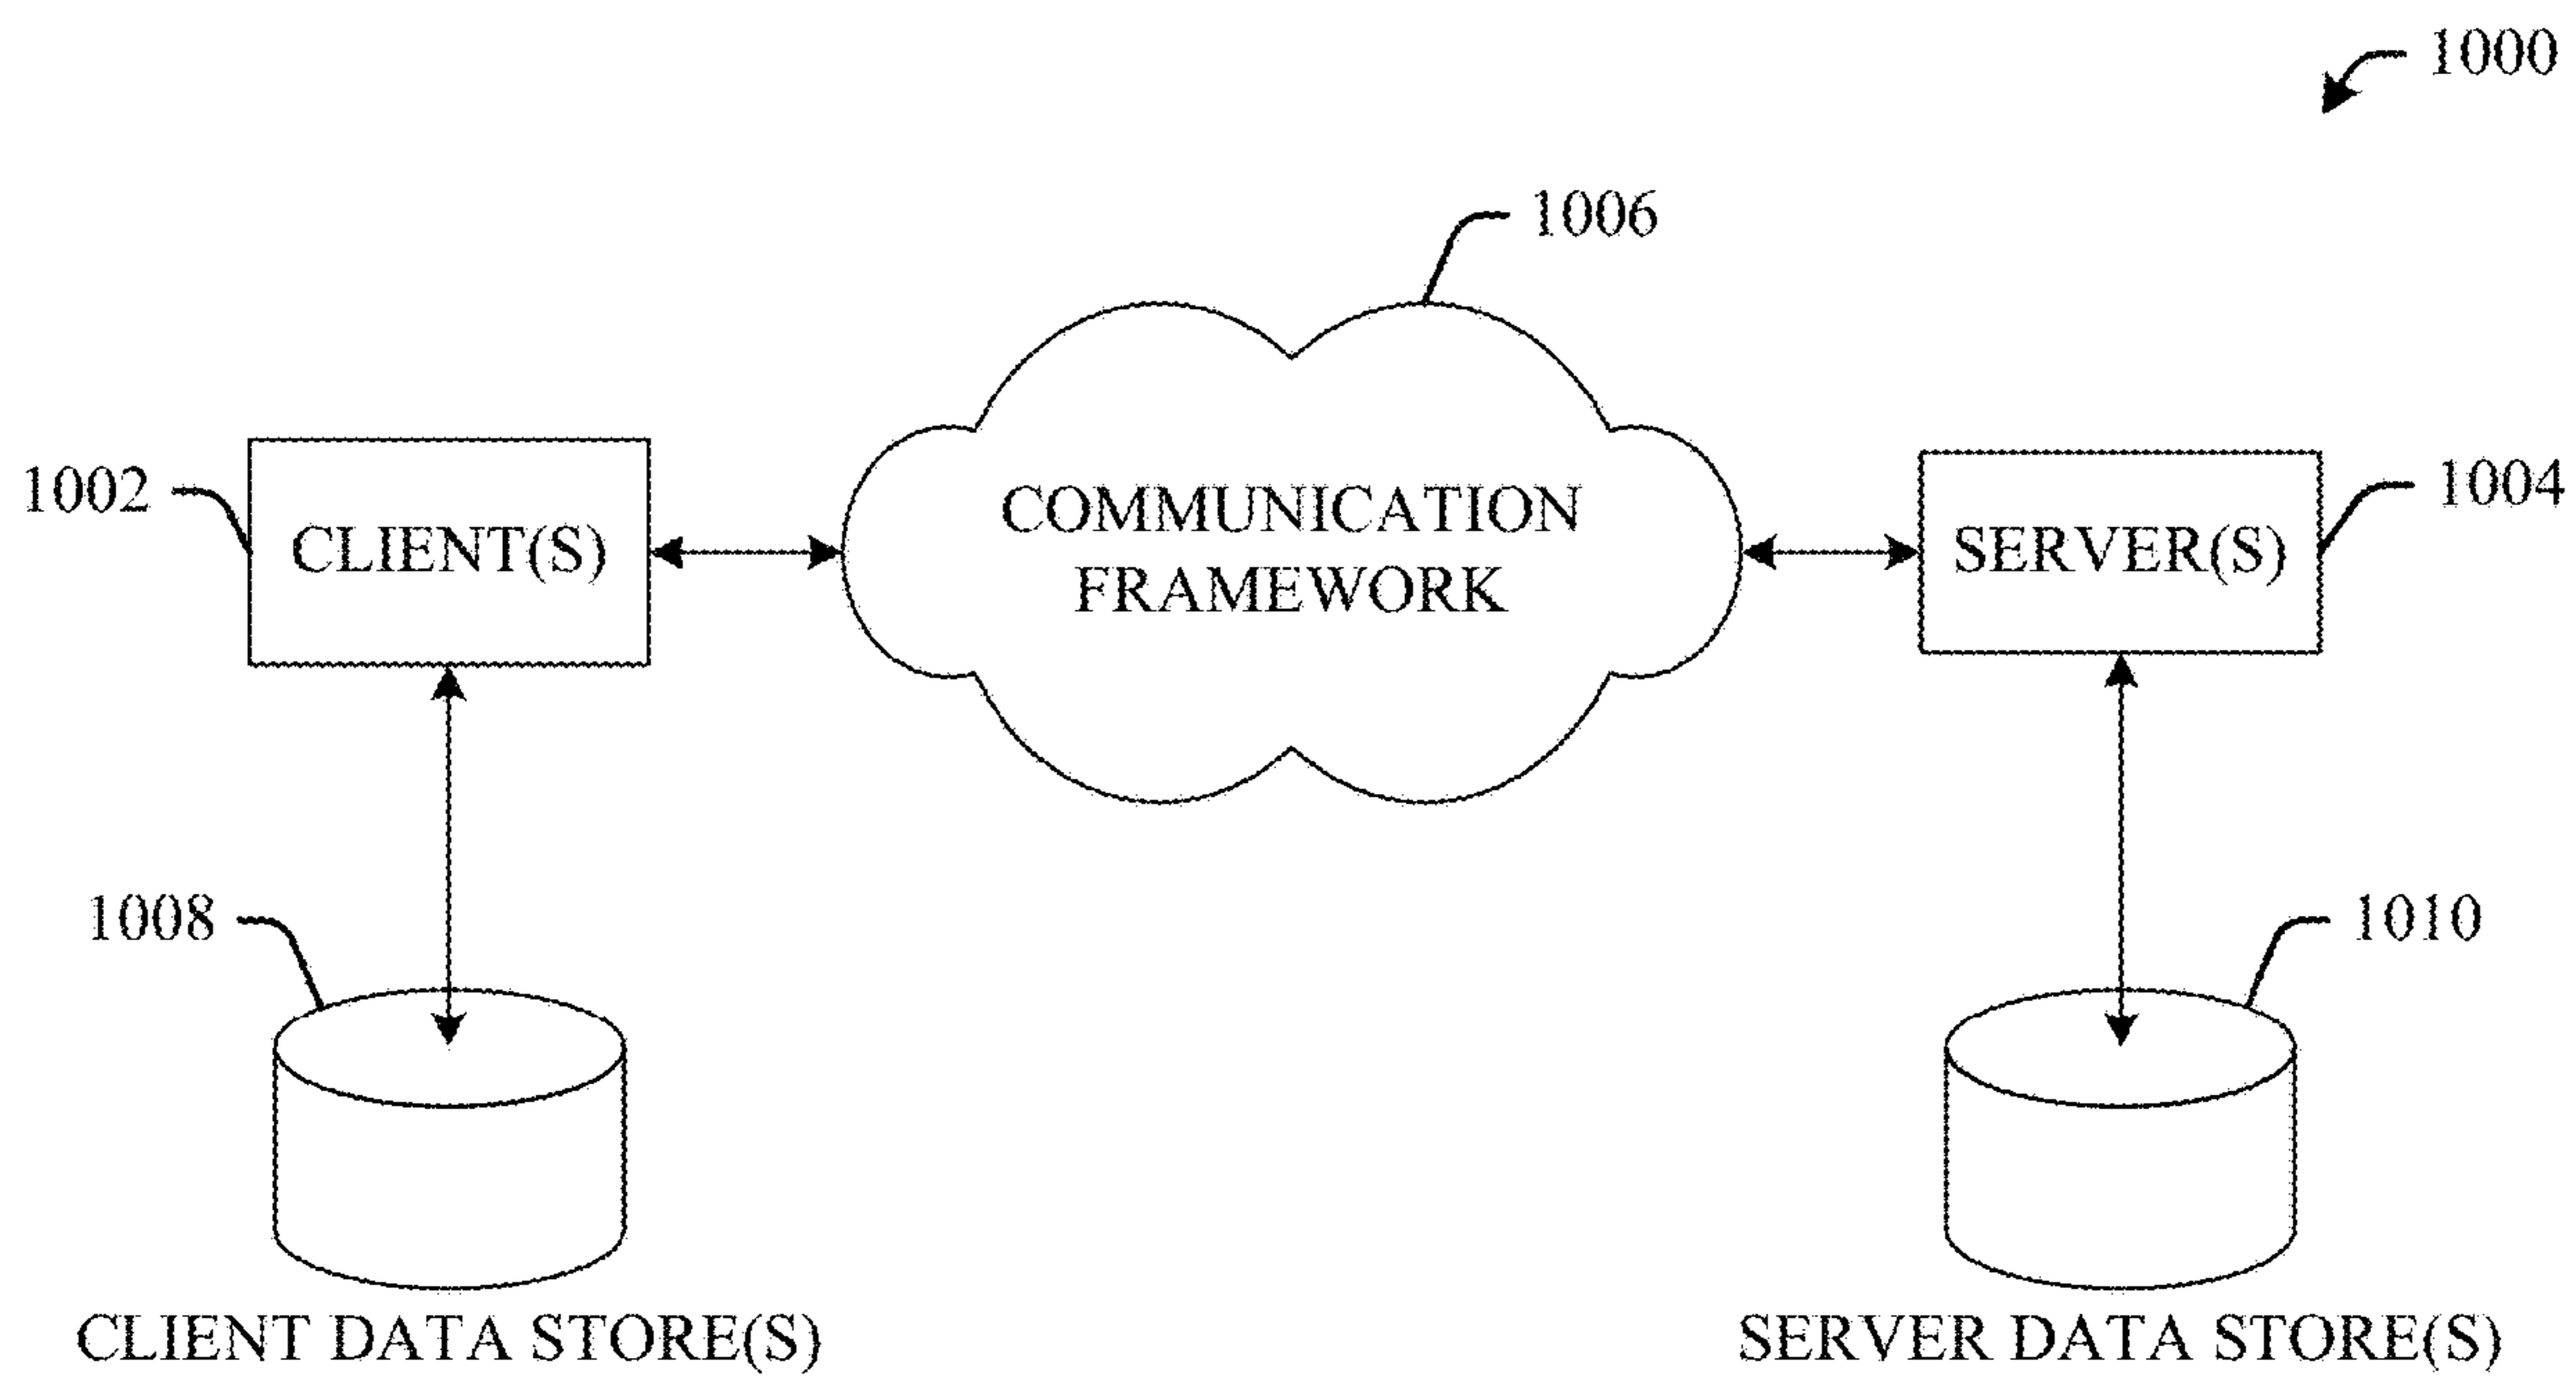 1000
1006
1002
CLIENT(S)
COMMUNICATION
FRAMEWORK
SERVER(S)
1004
1008
1010
CLIENT DATA STORE(S)
SERVER DATA STORE(S)